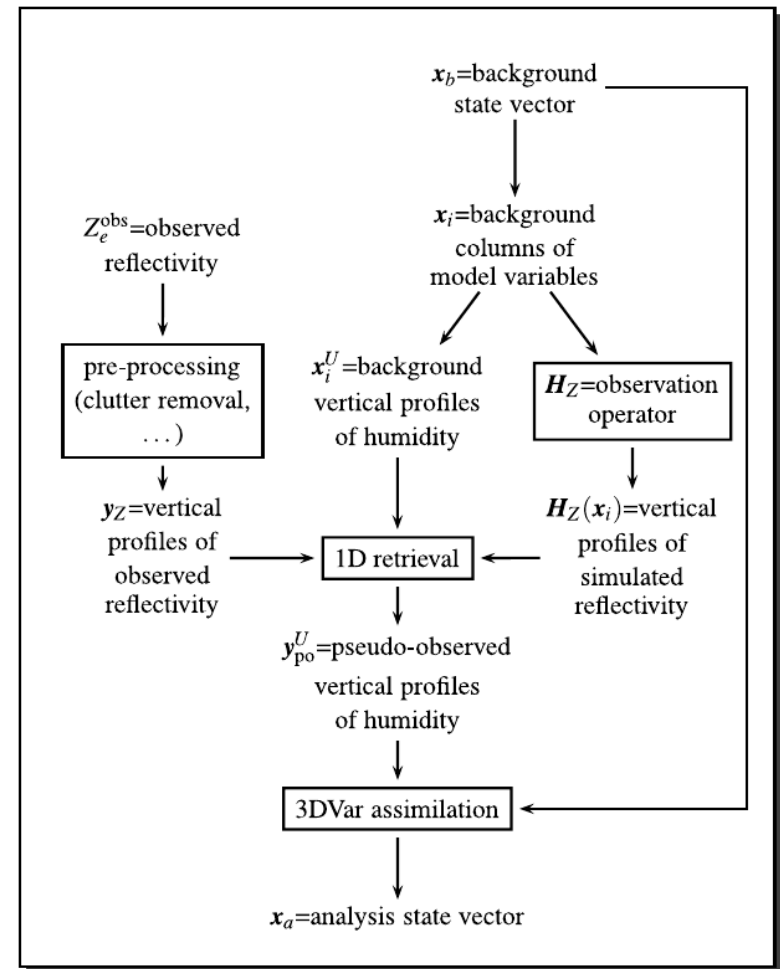 x_b=background
state vector
x_i=background
columns of
model variables
Z_e^obs=observed
reflectivity
pre-processing
(clutter removal,
...)
x_i^U=background
vertical profiles
of humidity
H_Z=observation
operator
y_Z=vertical
profiles of
observed
reflectivity
1D retrieval
H_Z(x_i)=vertical
profiles of
simulated
reflectivity
y_po^U=pseudo-observed
vertical profiles
of humidity
3DVar assimilation
x_a=analysis state vector